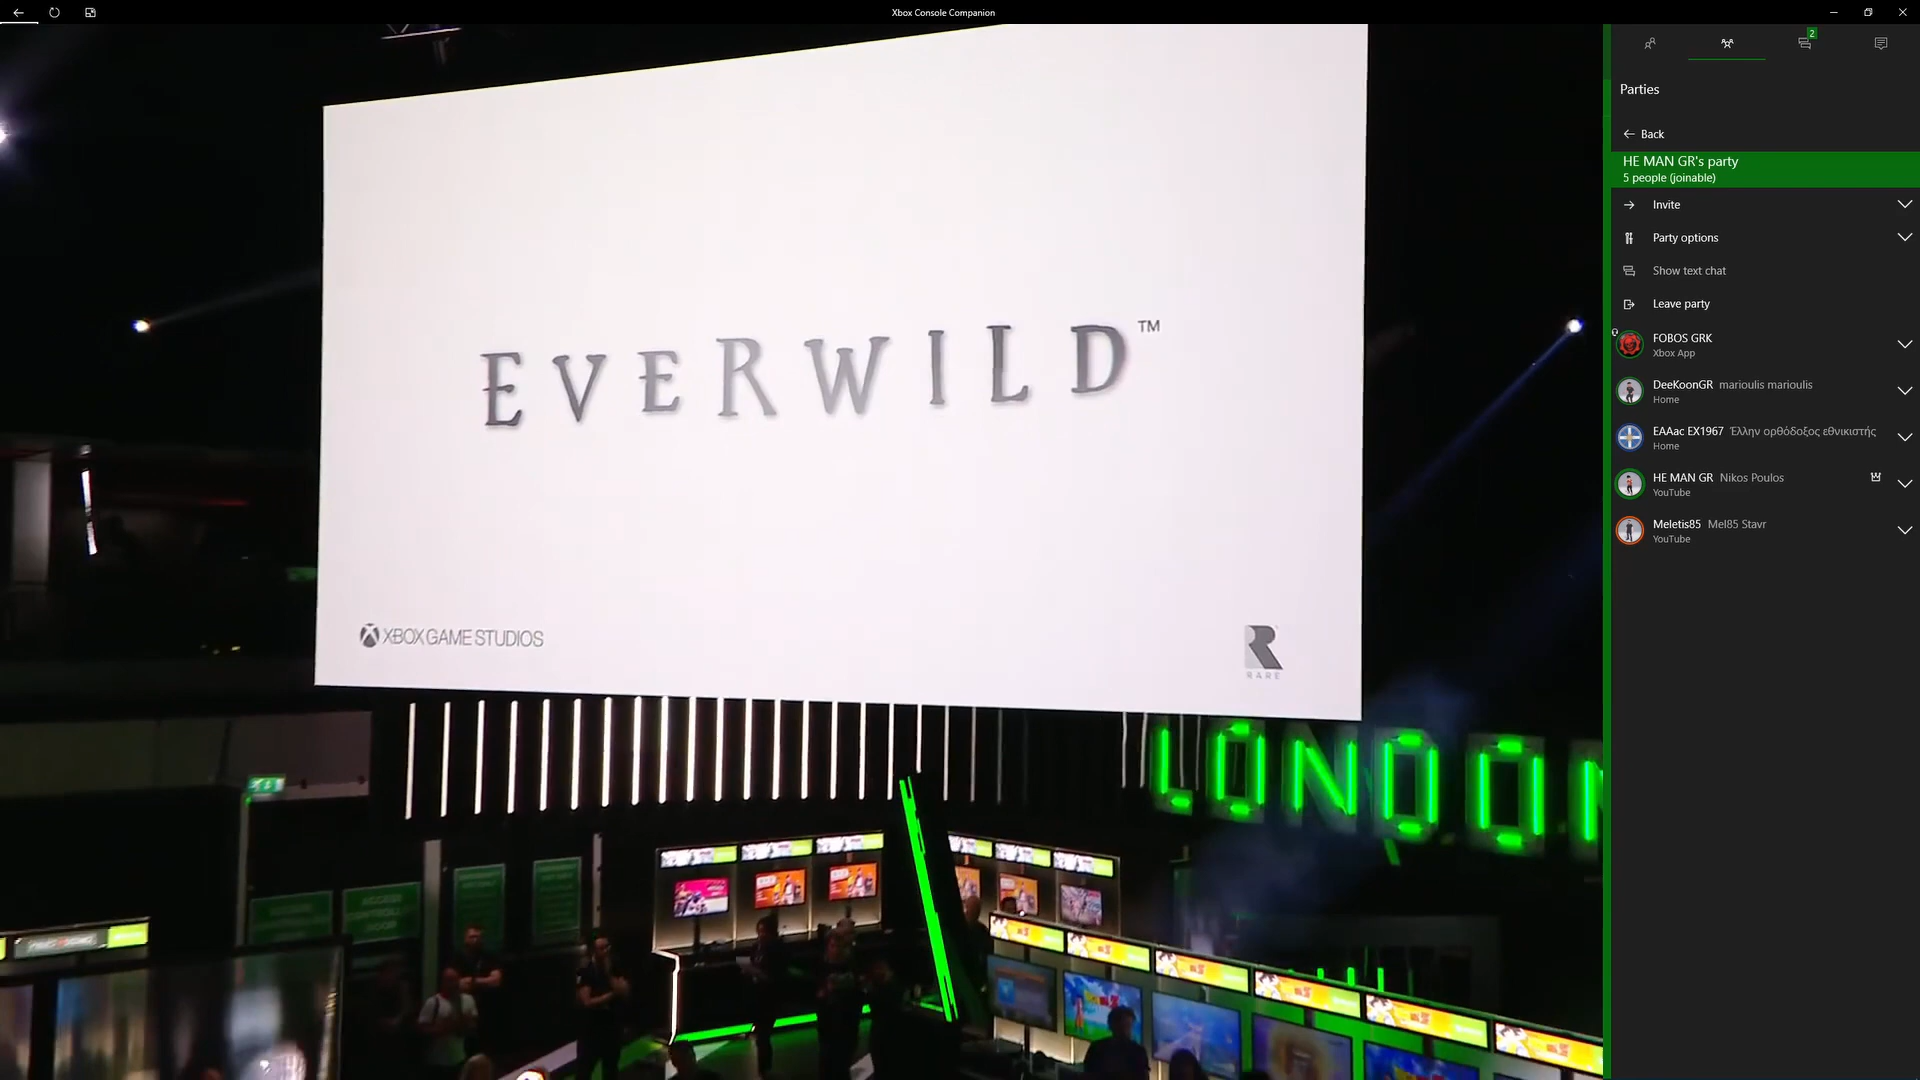 Xbox Console Companion
2
Parties
Back
HE MAN GR's party
5 people (joinable)
Invite
Party options
Show text chat
Leave party
FOBOS GRK
Xbox App
DeeKoonGR marioulis marioulis
Home
EAAac EX1967 Έλλην ορθόδοξος εθνικιστής
Home
HE MAN GR Nikos Poulos
YouTube
Meletis85 Mel85 Stavr
YouTube
EVERWILD™
XBOX GAME STUDIOS
R
RARE
LONDON